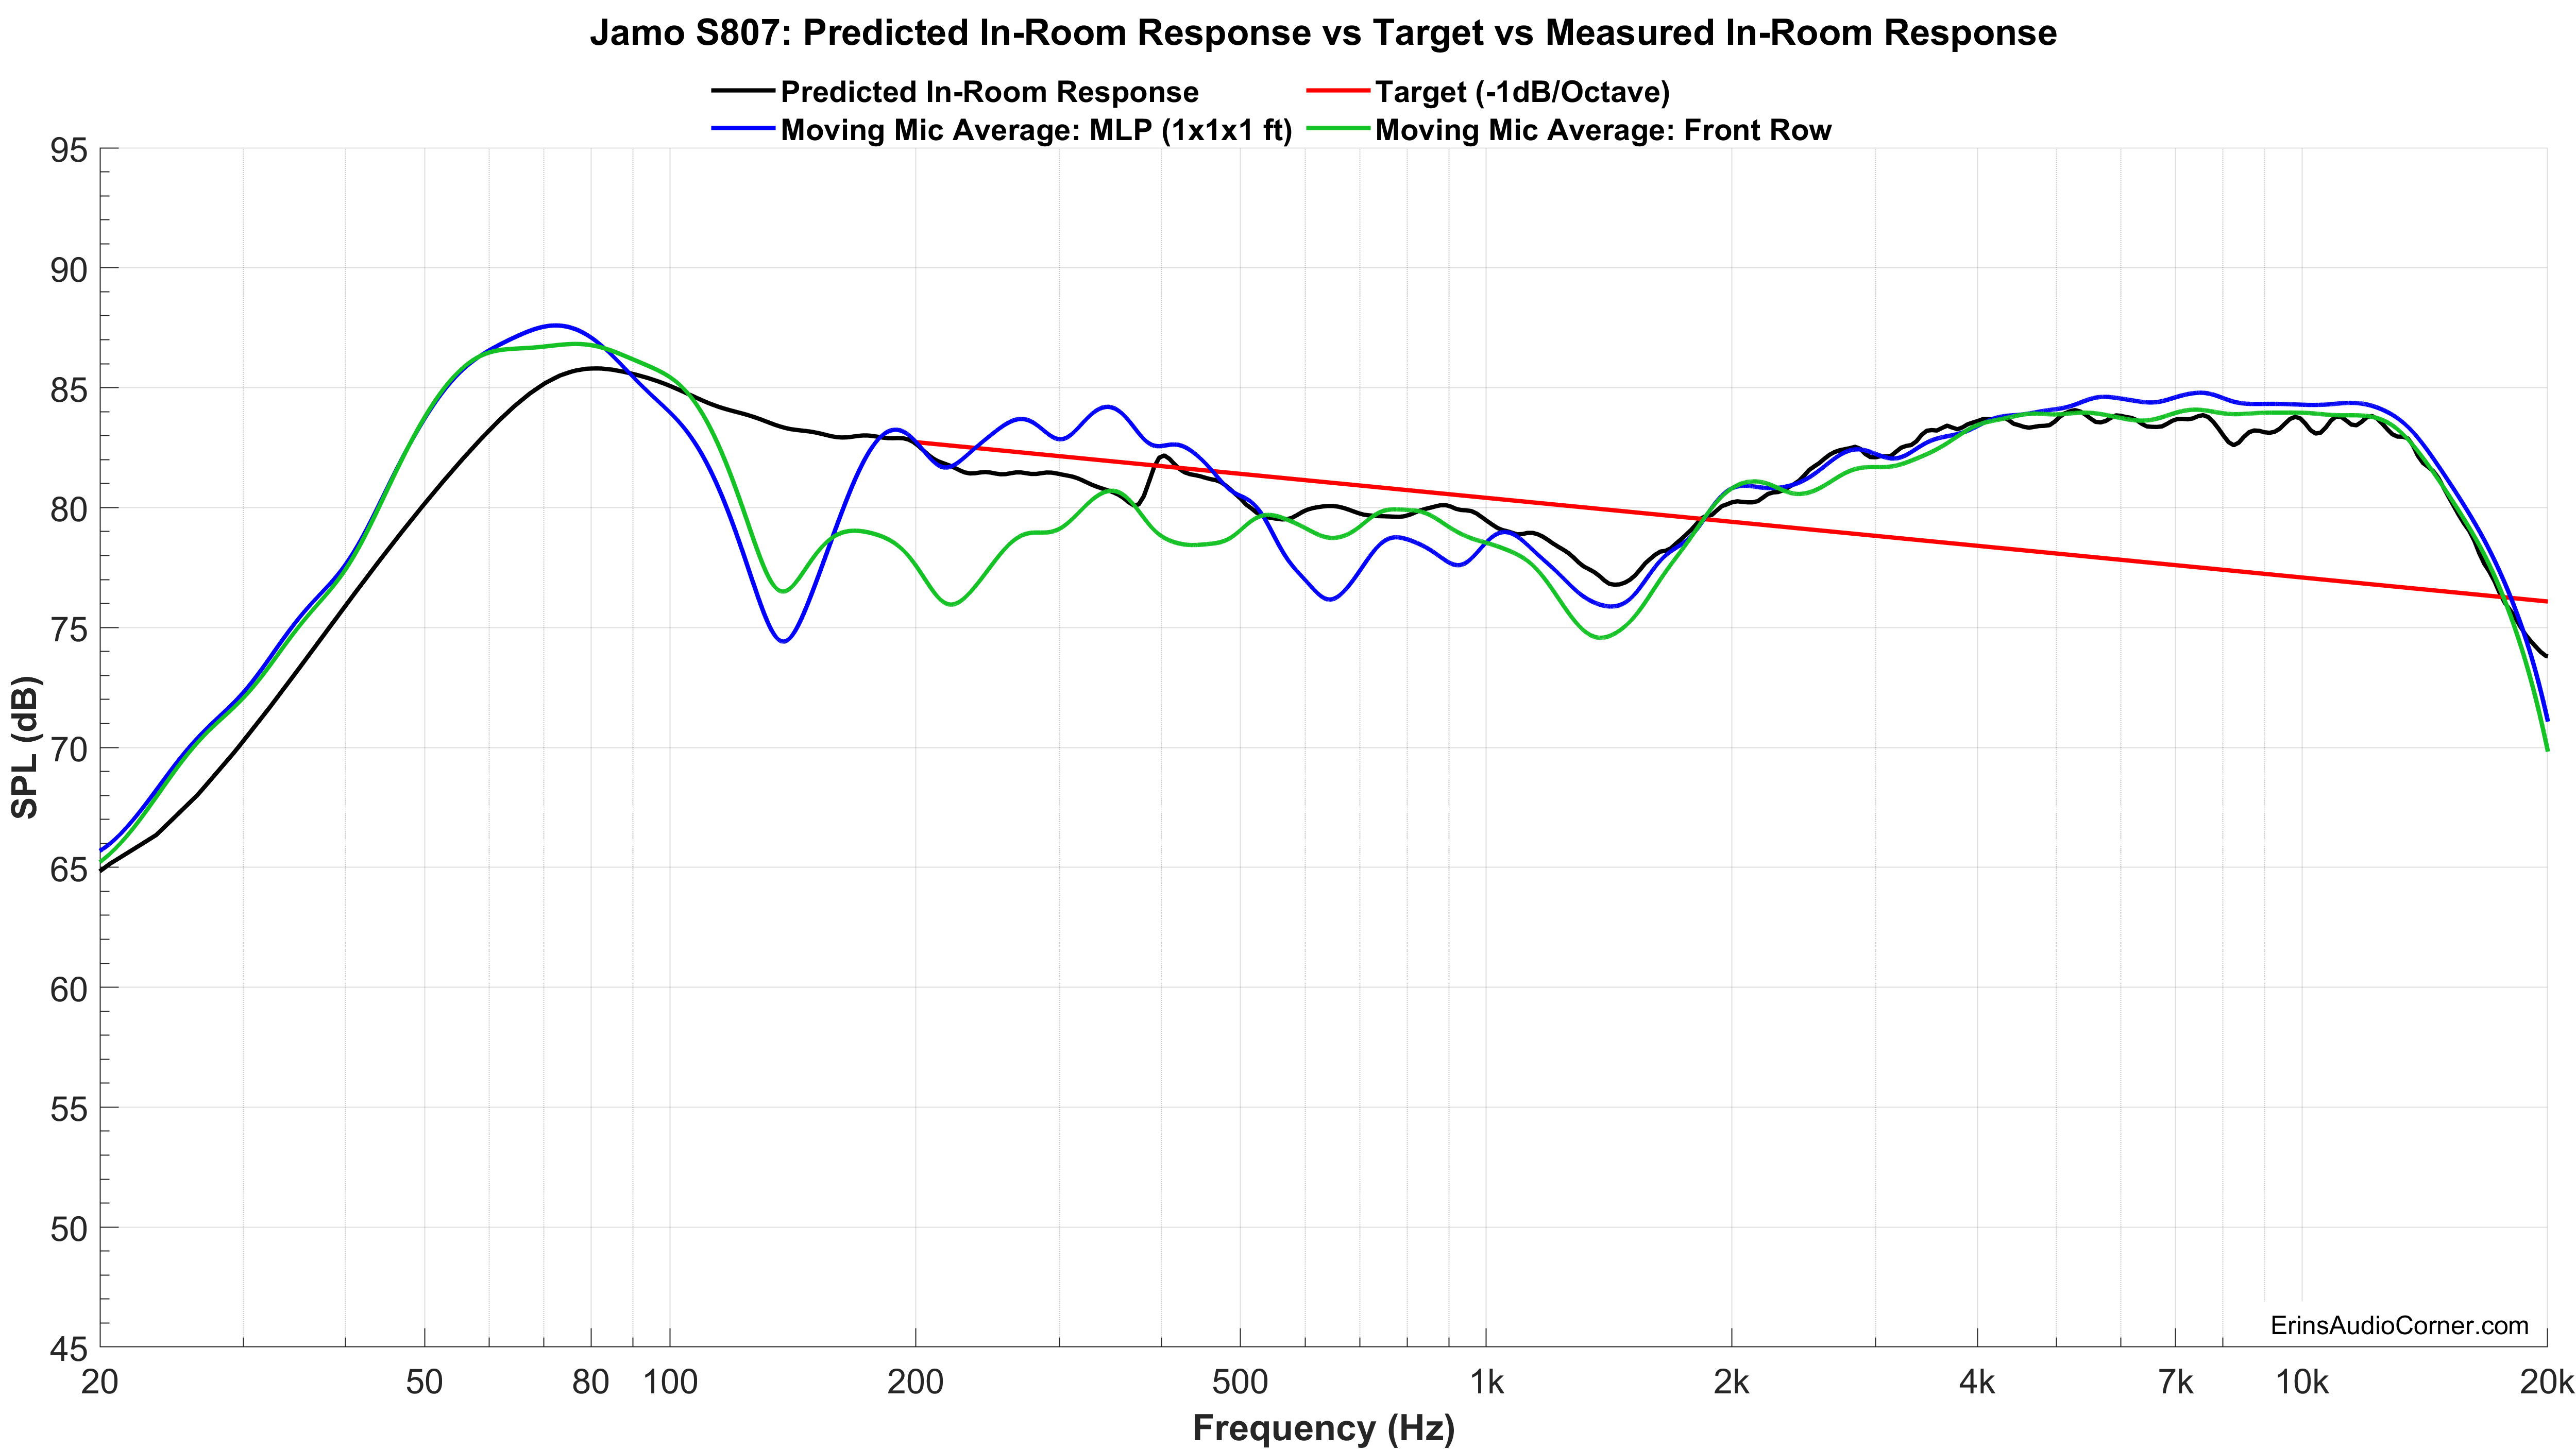 Jamo S807: Predicted In-Room Response vs Target vs Measured In-Room Response
Predicted In-Room Response
Target (-1dB/Octave)
Moving Mic Average: MLP (1x1x1 ft)
Moving Mic Average: Front Row
95
90
85
80
75
70
65
60
55
50
45
SPL (dB)
ErinsAudioCorner.com
20
50
80
100
200
500
1k
2k
4k
7k
10k
20k
Frequency (Hz)